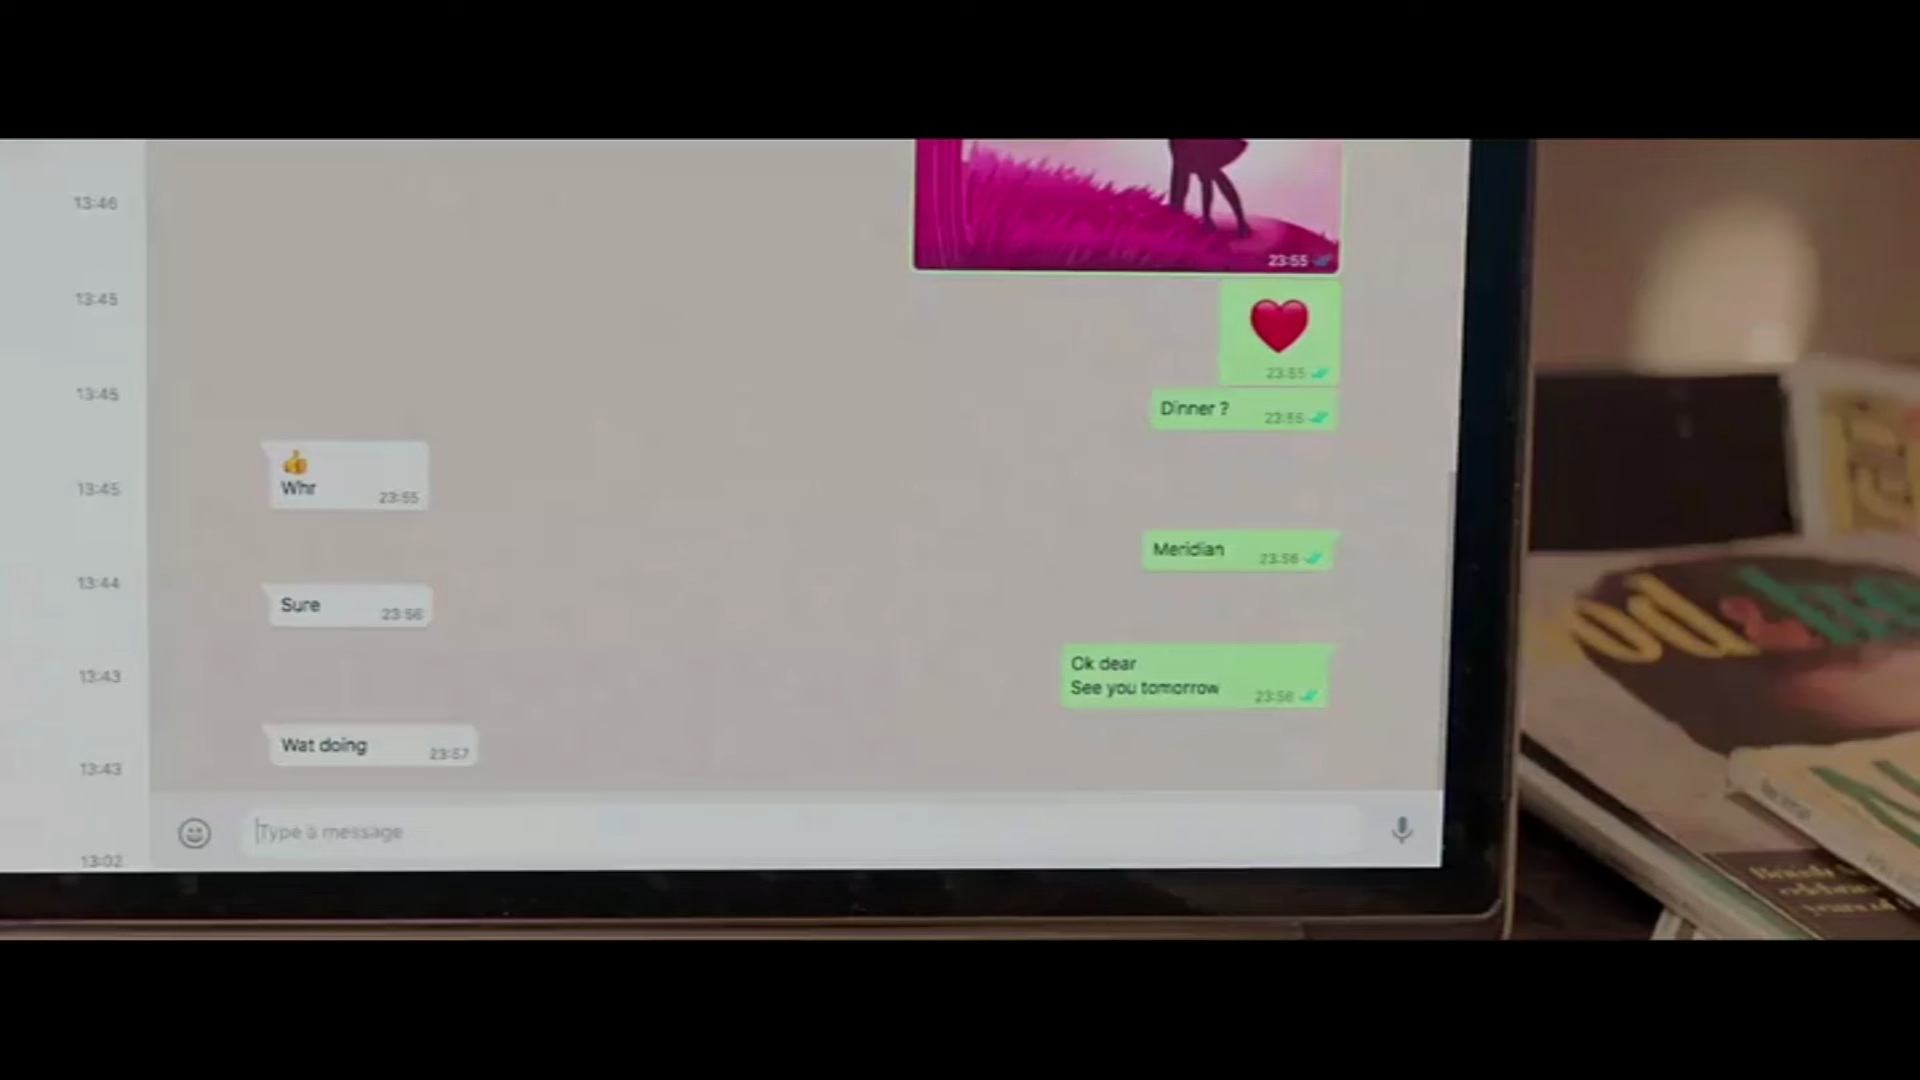 13:46
13:45
13:45
13:45
13:44
13:43
13:43
13:02
23:55
❤️
23:55
Dinner ?
23:55
👍
Whr
23:55
Meridian
23:56
Sure
23:56
Ok dear
See you tomorrow
23:56
Wat doing
23:57
Type a message